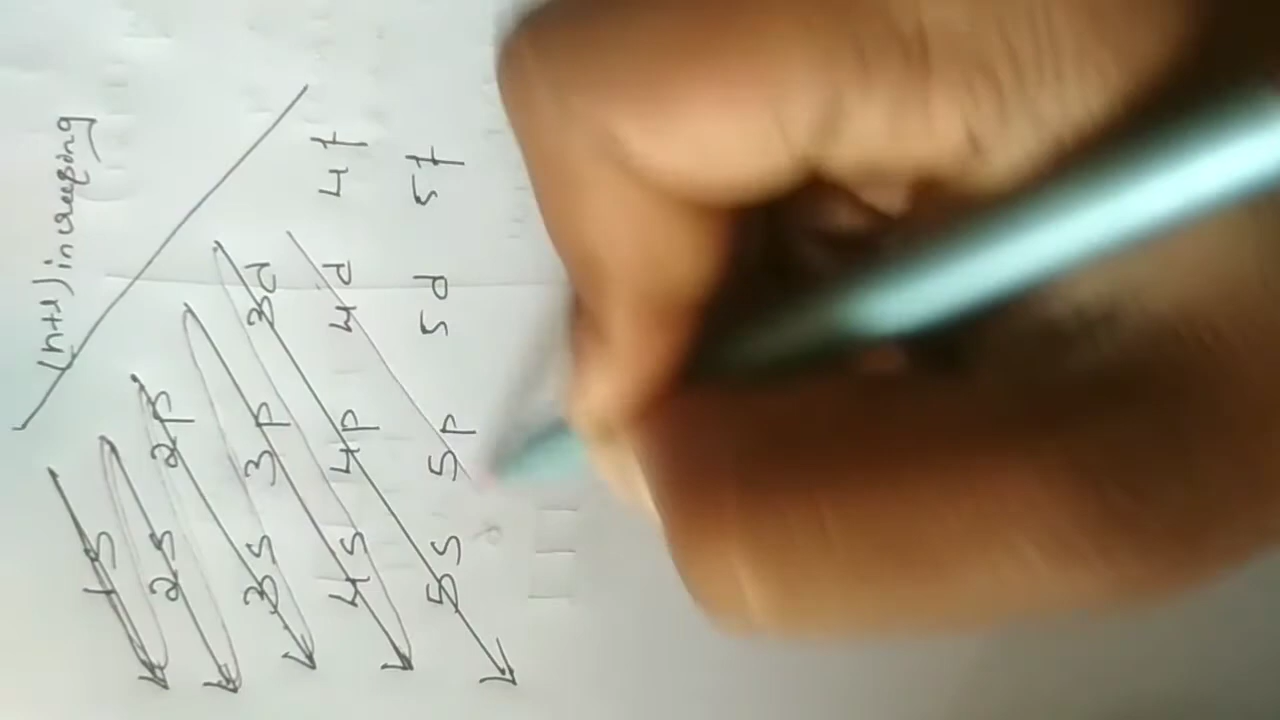 (n+l) increasing
1s
2s 2p
3s 3p 3d
4s 4p 4d 4f
5s 5p 5d 5f